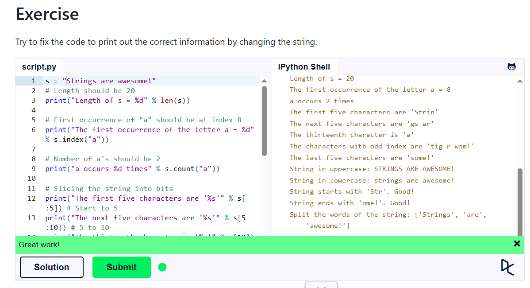 Exercise
Try to fix the code to print out the correct information by changing the string.
script.py
1 s = "Strings are awesome!"
2 # Length should be 20
3 print("Length of s = %d" % len(s))
4
5 # First occurrence of "a" should be at index 8
6 print("The first occurrence of the letter a = %d"
% s.index("a"))
7
8 # Number of a's should be 2
9 print("a occurs %d times" % s.count("a"))
10
11 # Slicing the string into bits
12 print("The first five characters are '%s'" % s[
:5]) # Start to 5
13 print("The next five characters are '%s'" % s[5
:10]) # 5 to 10
IPython Shell
Length of s = 20
The first occurrence of the letter a = 8
a occurs 2 times
The first five characters are 'Strin'
The next five characters are 'gs ar'
The thirteenth character is 'w'
The characters with odd index are 'tig r wsm!'
The last five characters are 'some!'
String in uppercase: STRINGS ARE AWESOME!
String in lowercase: strings are awesome!
String starts with 'Str'. Good!
String ends with 'ome!'. Good!
Split the words of the string: ['Strings', 'are',
'awesome!']
Great work!
Solution
Submit